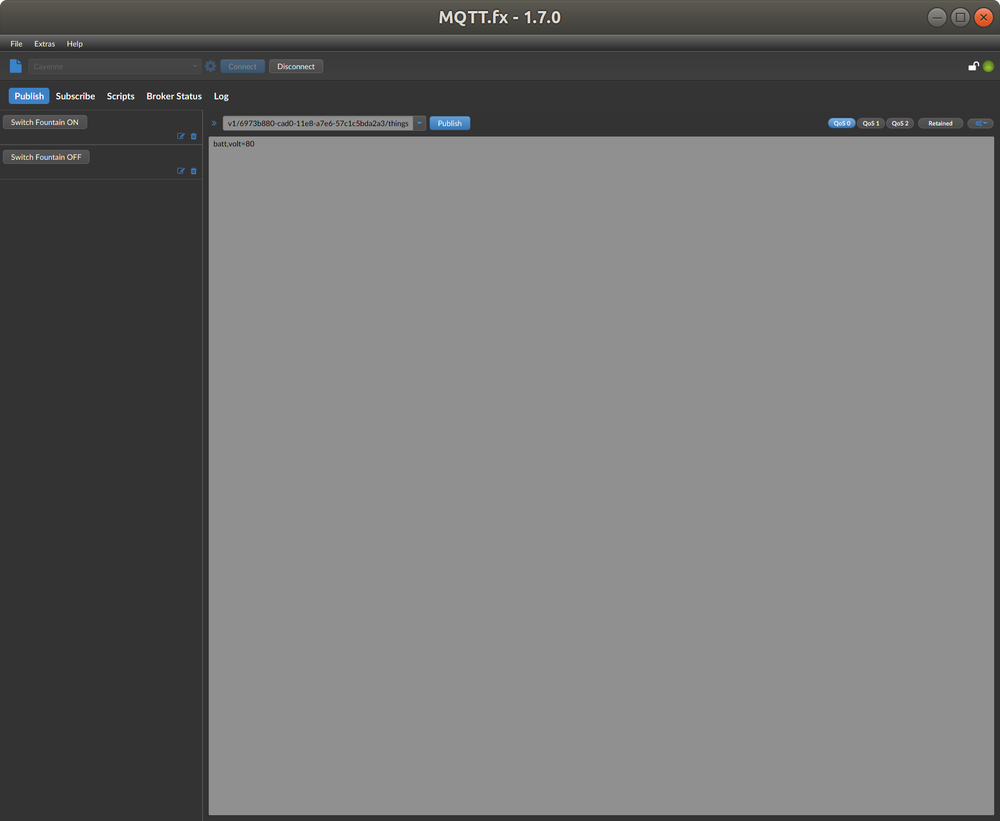 MQTT.fx - 1.7.0
File Extras Help
Cayenne Connect Disconnect
Publish Subscribe Scripts Broker Status Log
Switch Fountain ON
Switch Fountain OFF
v1/6973b880-cad0-11e8-a7e6-57c1c5bda2a3/things Publish QoS 0 QoS 1 QoS 2 Retained
batt,volt=80